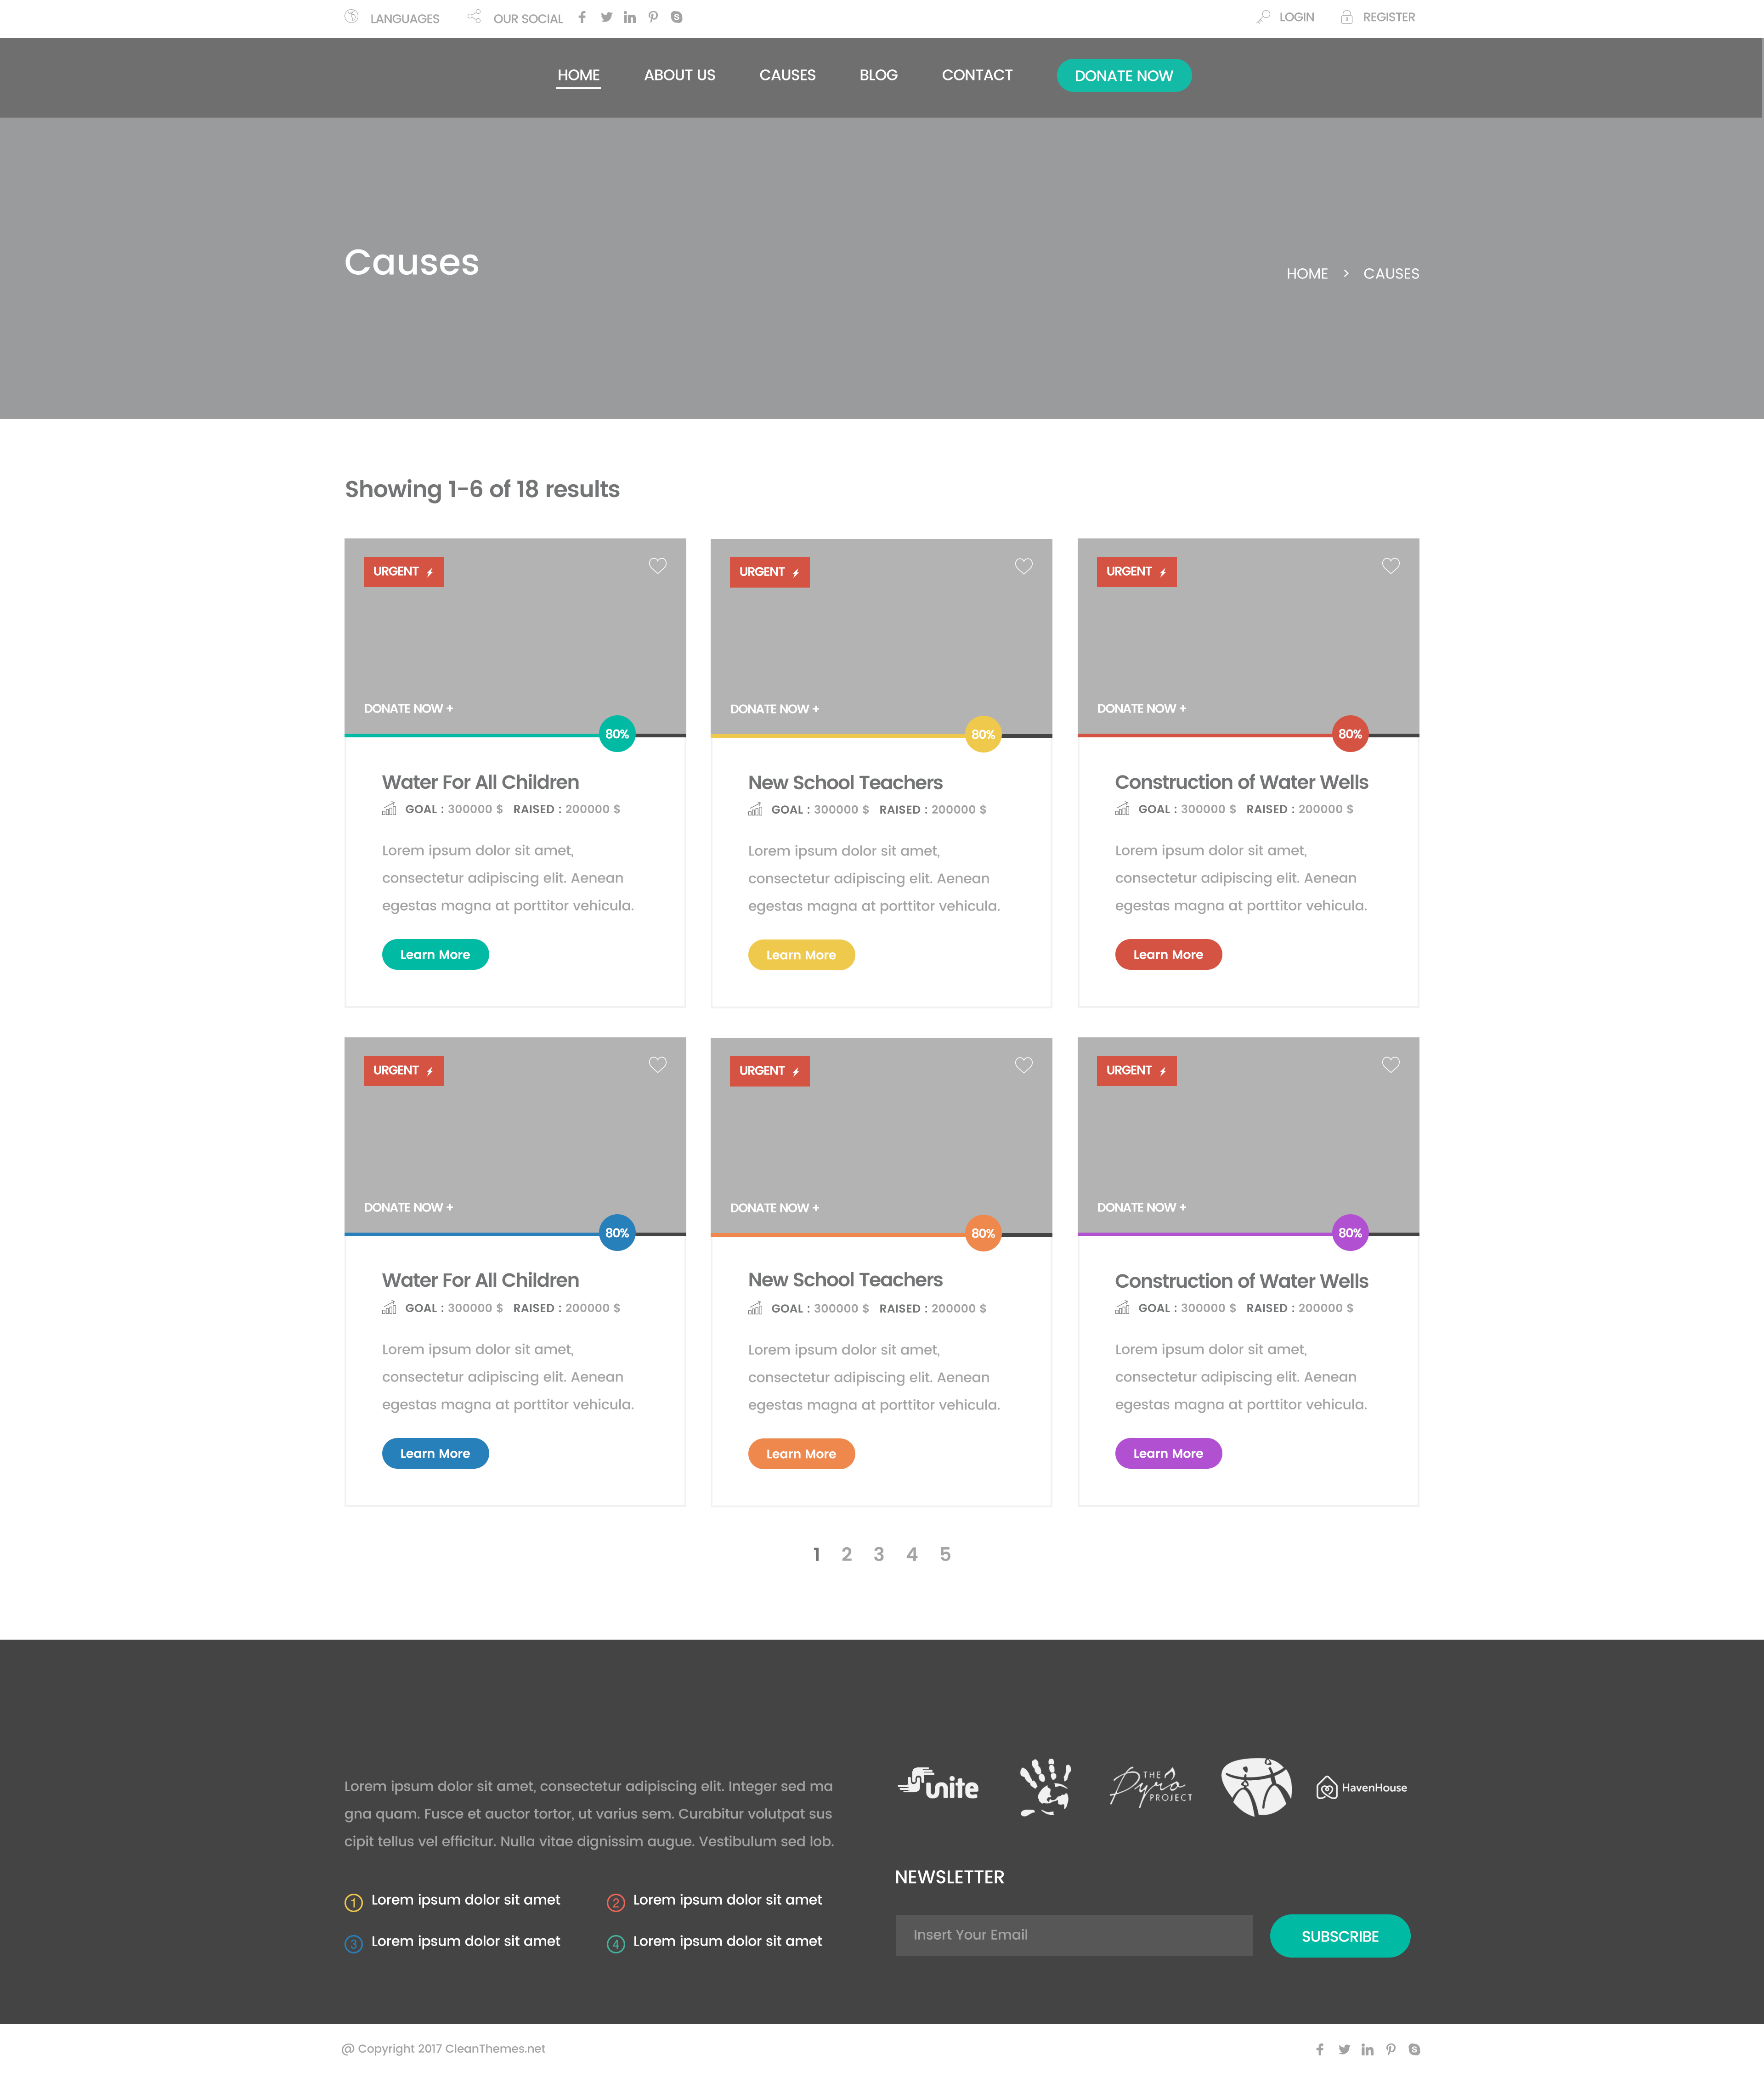 LANGUAGES OUR SOCIAL LOGIN REGISTER
HOME ABOUT US CAUSES BLOG CONTACT DONATE NOW
Causes
HOME > CAUSES
Showing 1-6 of 18 results
URGENT
DONATE NOW +
80%
Water For All Children
GOAL : 300000 $ RAISED : 200000 $
Lorem ipsum dolor sit amet,
consectetur adipiscing elit. Aenean
egestas magna at porttitor vehicula.
Learn More
URGENT
DONATE NOW +
80%
New School Teachers
GOAL : 300000 $ RAISED : 200000 $
Lorem ipsum dolor sit amet,
consectetur adipiscing elit. Aenean
egestas magna at porttitor vehicula.
Learn More
URGENT
DONATE NOW +
80%
Construction of Water Wells
GOAL : 300000 $ RAISED : 200000 $
Lorem ipsum dolor sit amet,
consectetur adipiscing elit. Aenean
egestas magna at porttitor vehicula.
Learn More
URGENT
DONATE NOW +
80%
Water For All Children
GOAL : 300000 $ RAISED : 200000 $
Lorem ipsum dolor sit amet,
consectetur adipiscing elit. Aenean
egestas magna at porttitor vehicula.
Learn More
URGENT
DONATE NOW +
80%
New School Teachers
GOAL : 300000 $ RAISED : 200000 $
Lorem ipsum dolor sit amet,
consectetur adipiscing elit. Aenean
egestas magna at porttitor vehicula.
Learn More
URGENT
DONATE NOW +
80%
Construction of Water Wells
GOAL : 300000 $ RAISED : 200000 $
Lorem ipsum dolor sit amet,
consectetur adipiscing elit. Aenean
egestas magna at porttitor vehicula.
Learn More
1 2 3 4 5
Lorem ipsum dolor sit amet, consectetur adipiscing elit. Integer sed ma
gna quam. Fusce et auctor tortor, ut varius sem. Curabitur volutpat sus
cipit tellus vel efficitur. Nulla vitae dignissim augue. Vestibulum sed lob.
1 Lorem ipsum dolor sit amet
2 Lorem ipsum dolor sit amet
3 Lorem ipsum dolor sit amet
4 Lorem ipsum dolor sit amet
unite
THE
Pyro
PROJECT
HavenHouse
NEWSLETTER
Insert Your Email
SUBSCRIBE
@ Copyright 2017 CleanThemes.net